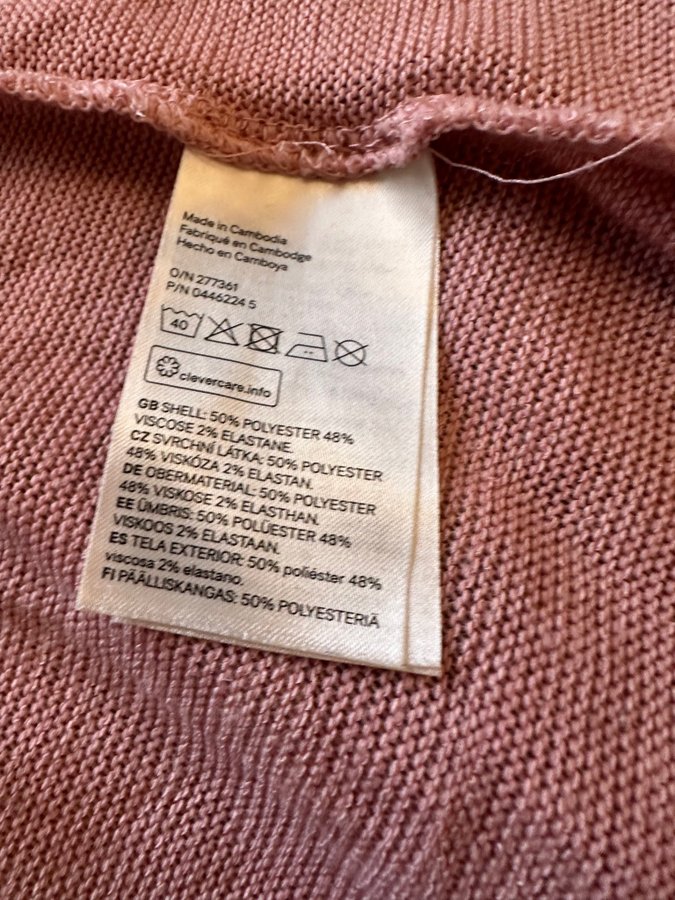 Made in Cambodia
Fabriqué en Cambodge
Hecho en Camboya
O/N 277361
P/N 0446224 5
40
clevercare.info
GB SHELL: 50% POLYESTER 48%
VISCOSE 2% ELASTANE.
CZ SVRCHNÍ LÁTKA: 50% POLYESTER
48% VISKÓZA 2% ELASTAN.
DE OBERMATERIAL: 50% POLYESTER
48% VISKOSE 2% ELASTHAN.
EE ÜMBRIS: 50% POLÜESTER 48%
VISKOOS 2% ELASTAAN.
ES TELA EXTERIOR: 50% poliéster 48%
viscosa 2% elastano.
FI PÄÄLLISKANGAS: 50% POLYESTERIÄ